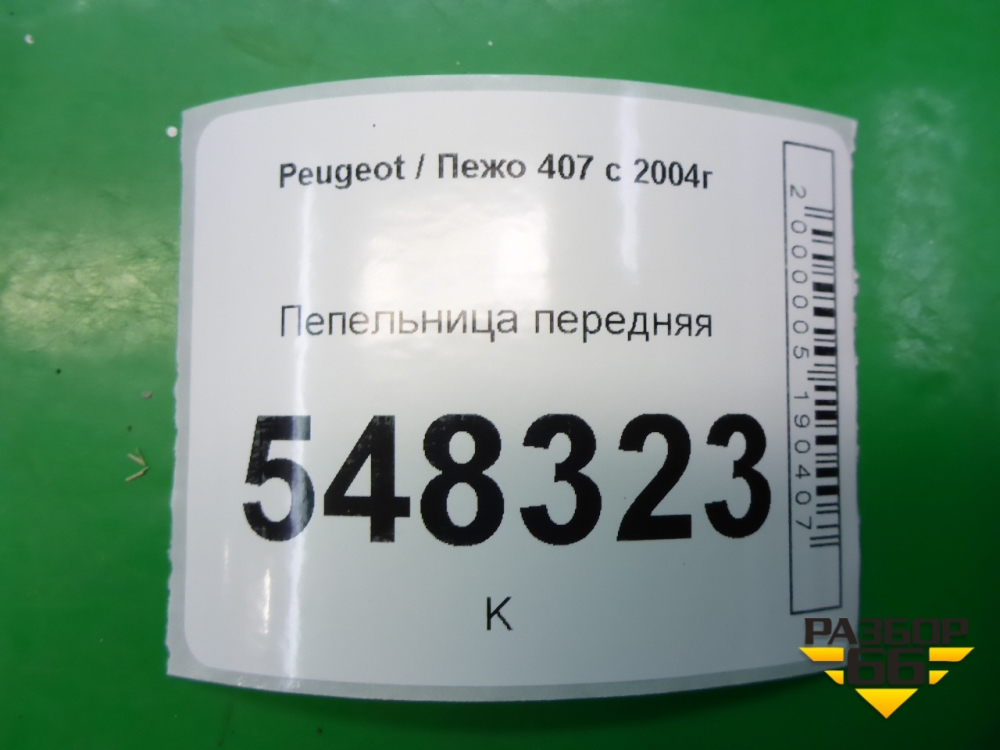 Peugeot / Пежо 407 с 2004г
Пепельница передняя
548323
К
2000005190407
РАЗБОР
66